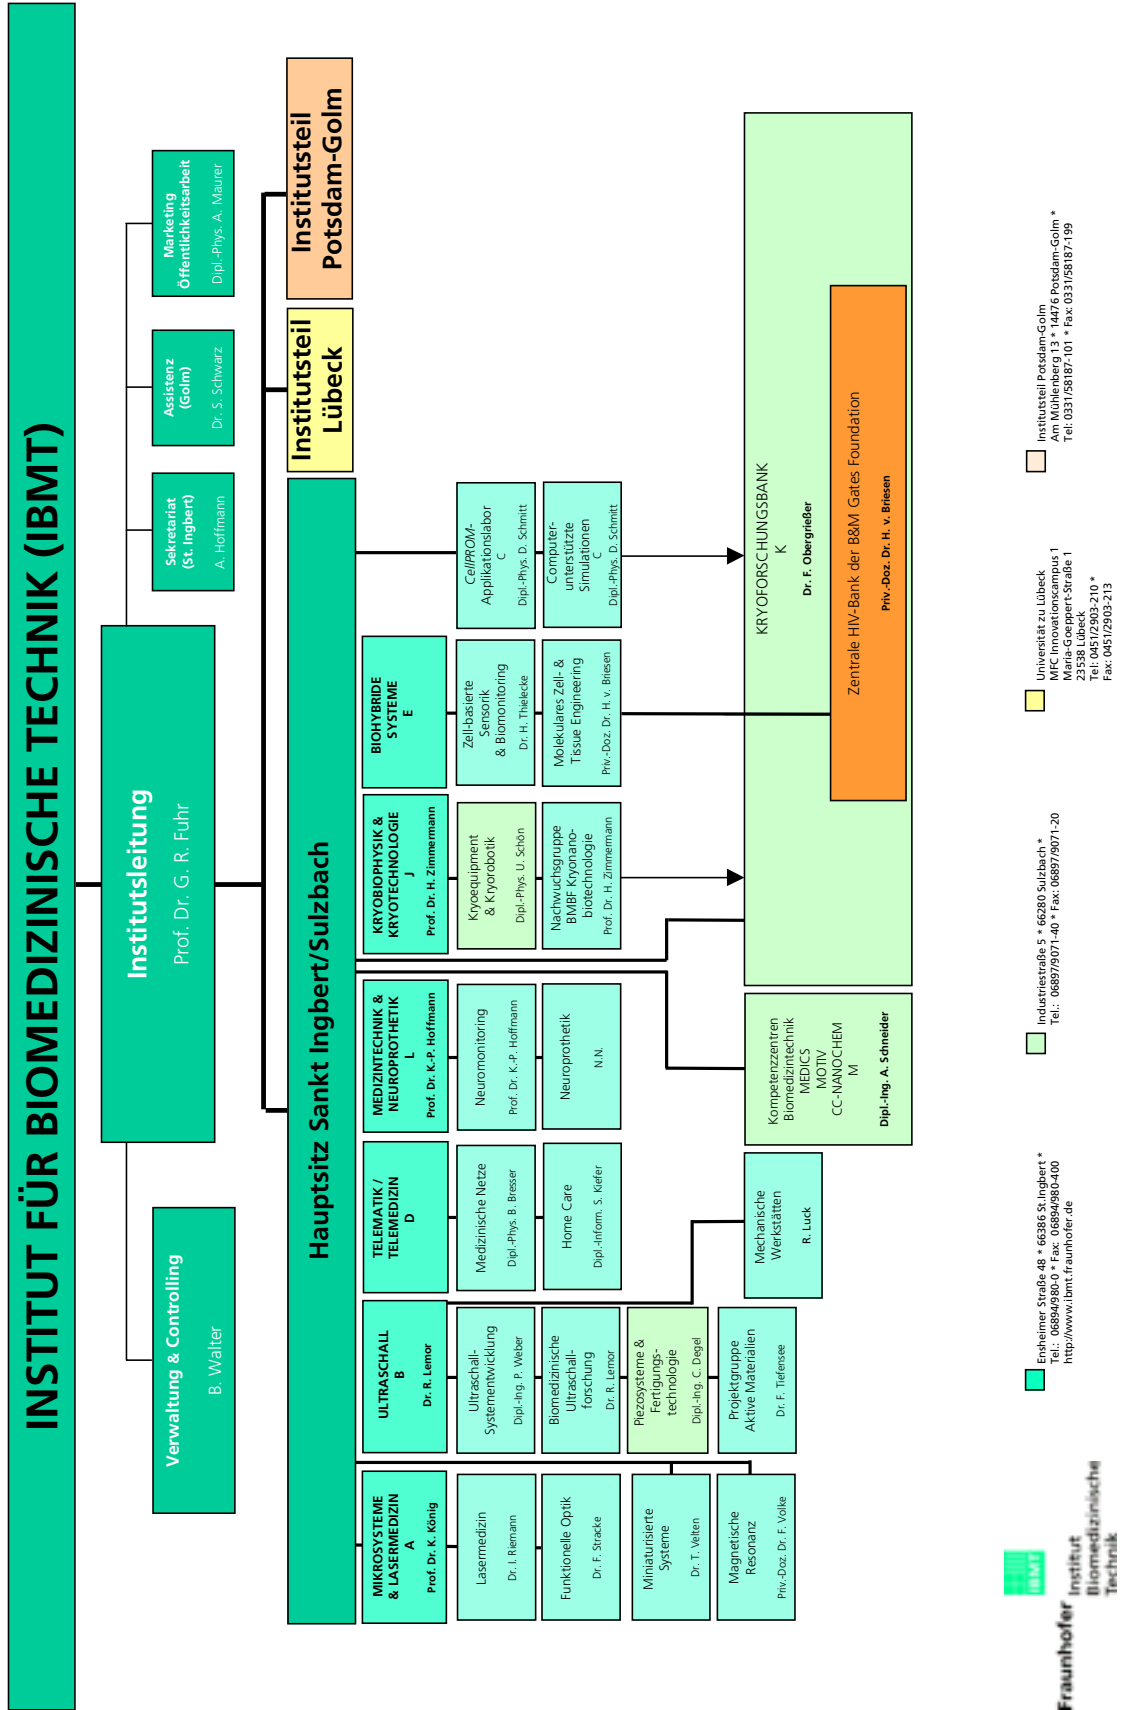 INSTITUT FÜR BIOMEDIZINISCHE TECHNIK (IBMT)
Institutsleitung
Prof. Dr. G. R. Fuhr
Verwaltung & Controlling
B. Walter
Sekretariat
(St. Ingbert)
A. Hoffmann
Assistenz
(Golm)
Dr. S. Schwarz
Marketing
Öffentlichkeitsarbeit
Dipl.-Phys. A. Maurer
Hauptsitz Sankt Ingbert/Sulzbach
Institutsteil
Lübeck
Institutsteil
Potsdam-Golm
MIKROSYSTEME
& LASERMEDIZIN
A
Prof. Dr. K. König
Lasermedizin
Dr. I. Riemann
Funktionelle Optik
Dr. F. Stracke
Miniaturisierte
Systeme
Dr. T. Velten
Magnetische
Resonanz
Priv.-Doz. Dr. F. Volke
ULTRASCHALL
B
Dr. R. Lemor
Ultraschall-
Systementwicklung
Dipl.-Ing. P. Weber
Biomedizinische
Ultraschall-
forschung
Dr. R. Lemor
Piezosysteme &
Fertigungs-
technologie
Dipl.-Ing. C. Degel
Projektgruppe
Aktive Materialien
Dr. F. Tiefensee
TELEMATIK /
TELEMEDIZIN
D
Medizinische Netze
Dipl.-Phys. B. Bresser
Home Care
Dipl.-Inform. S. Kiefer
Mechanische
Werkstätten
R. Luck
MEDIZINTECHNIK &
NEUROPROTHETIK
L
Prof. Dr. K.-P. Hoffmann
Neuromonitoring
Prof. Dr. K.-P. Hoffmann
Neuroprothetik
N.N.
Kompetenzzentren
Biomedizintechnik
MEDICS
MOTIV
CC-NANOCHEM
M
Dipl.-Ing. A. Schneider
KRYOBIOPHYSIK &
KRYOTECHNOLOGIE
J
Prof. Dr. H. Zimmermann
Kryoequipment
& Kryorobotik
Dipl.-Phys. U. Schön
Nachwuchsgruppe
BMBF Kryonano-
biotechnologie
Prof. Dr. H. Zimmermann
BIOHYBRIDE
SYSTEME
E
Zell-basierte
Sensorik
& Biomonitoring
Dr. H. Thielecke
Molekulares Zell- &
Tissue Engineering
Priv.-Doz. Dr. H. v. Briesen
CellPROM-
Applikationslabor
C
Dipl.-Phys. D. Schmitt
Computer-
unterstützte
Simulationen
C
Dipl.-Phys. D. Schmitt
KRYOFORSCHUNGSBANK
K
Dr. F. Obergrießer
Zentrale HIV-Bank der B&M Gates Foundation
Priv.-Doz. Dr. H. v. Briesen
Fraunhofer
IBMT
Institut
Biomedizinische
Technik
Ensheimer Straße 48 * 66386 St.Ingbert *
Tel.: 06894/980-0 * Fax: 06894/980-400
http://www.ibmt.fraunhofer.de
Industriestraße 5 * 66280 Sulzbach *
Tel.: 06897/9071-40 * Fax: 06897/9071-20
Universität zu Lübeck
MFC Innovationscampus 1
Maria-Goeppert-Straße 1
23538 Lübeck
Tel: 0451/2903-210 *
Fax: 0451/2903-213
Institutsteil Potsdam-Golm
Am Mühlenberg 13 * 14476 Potsdam-Golm *
Tel: 0331/58187-101 * Fax: 0331/58187-199